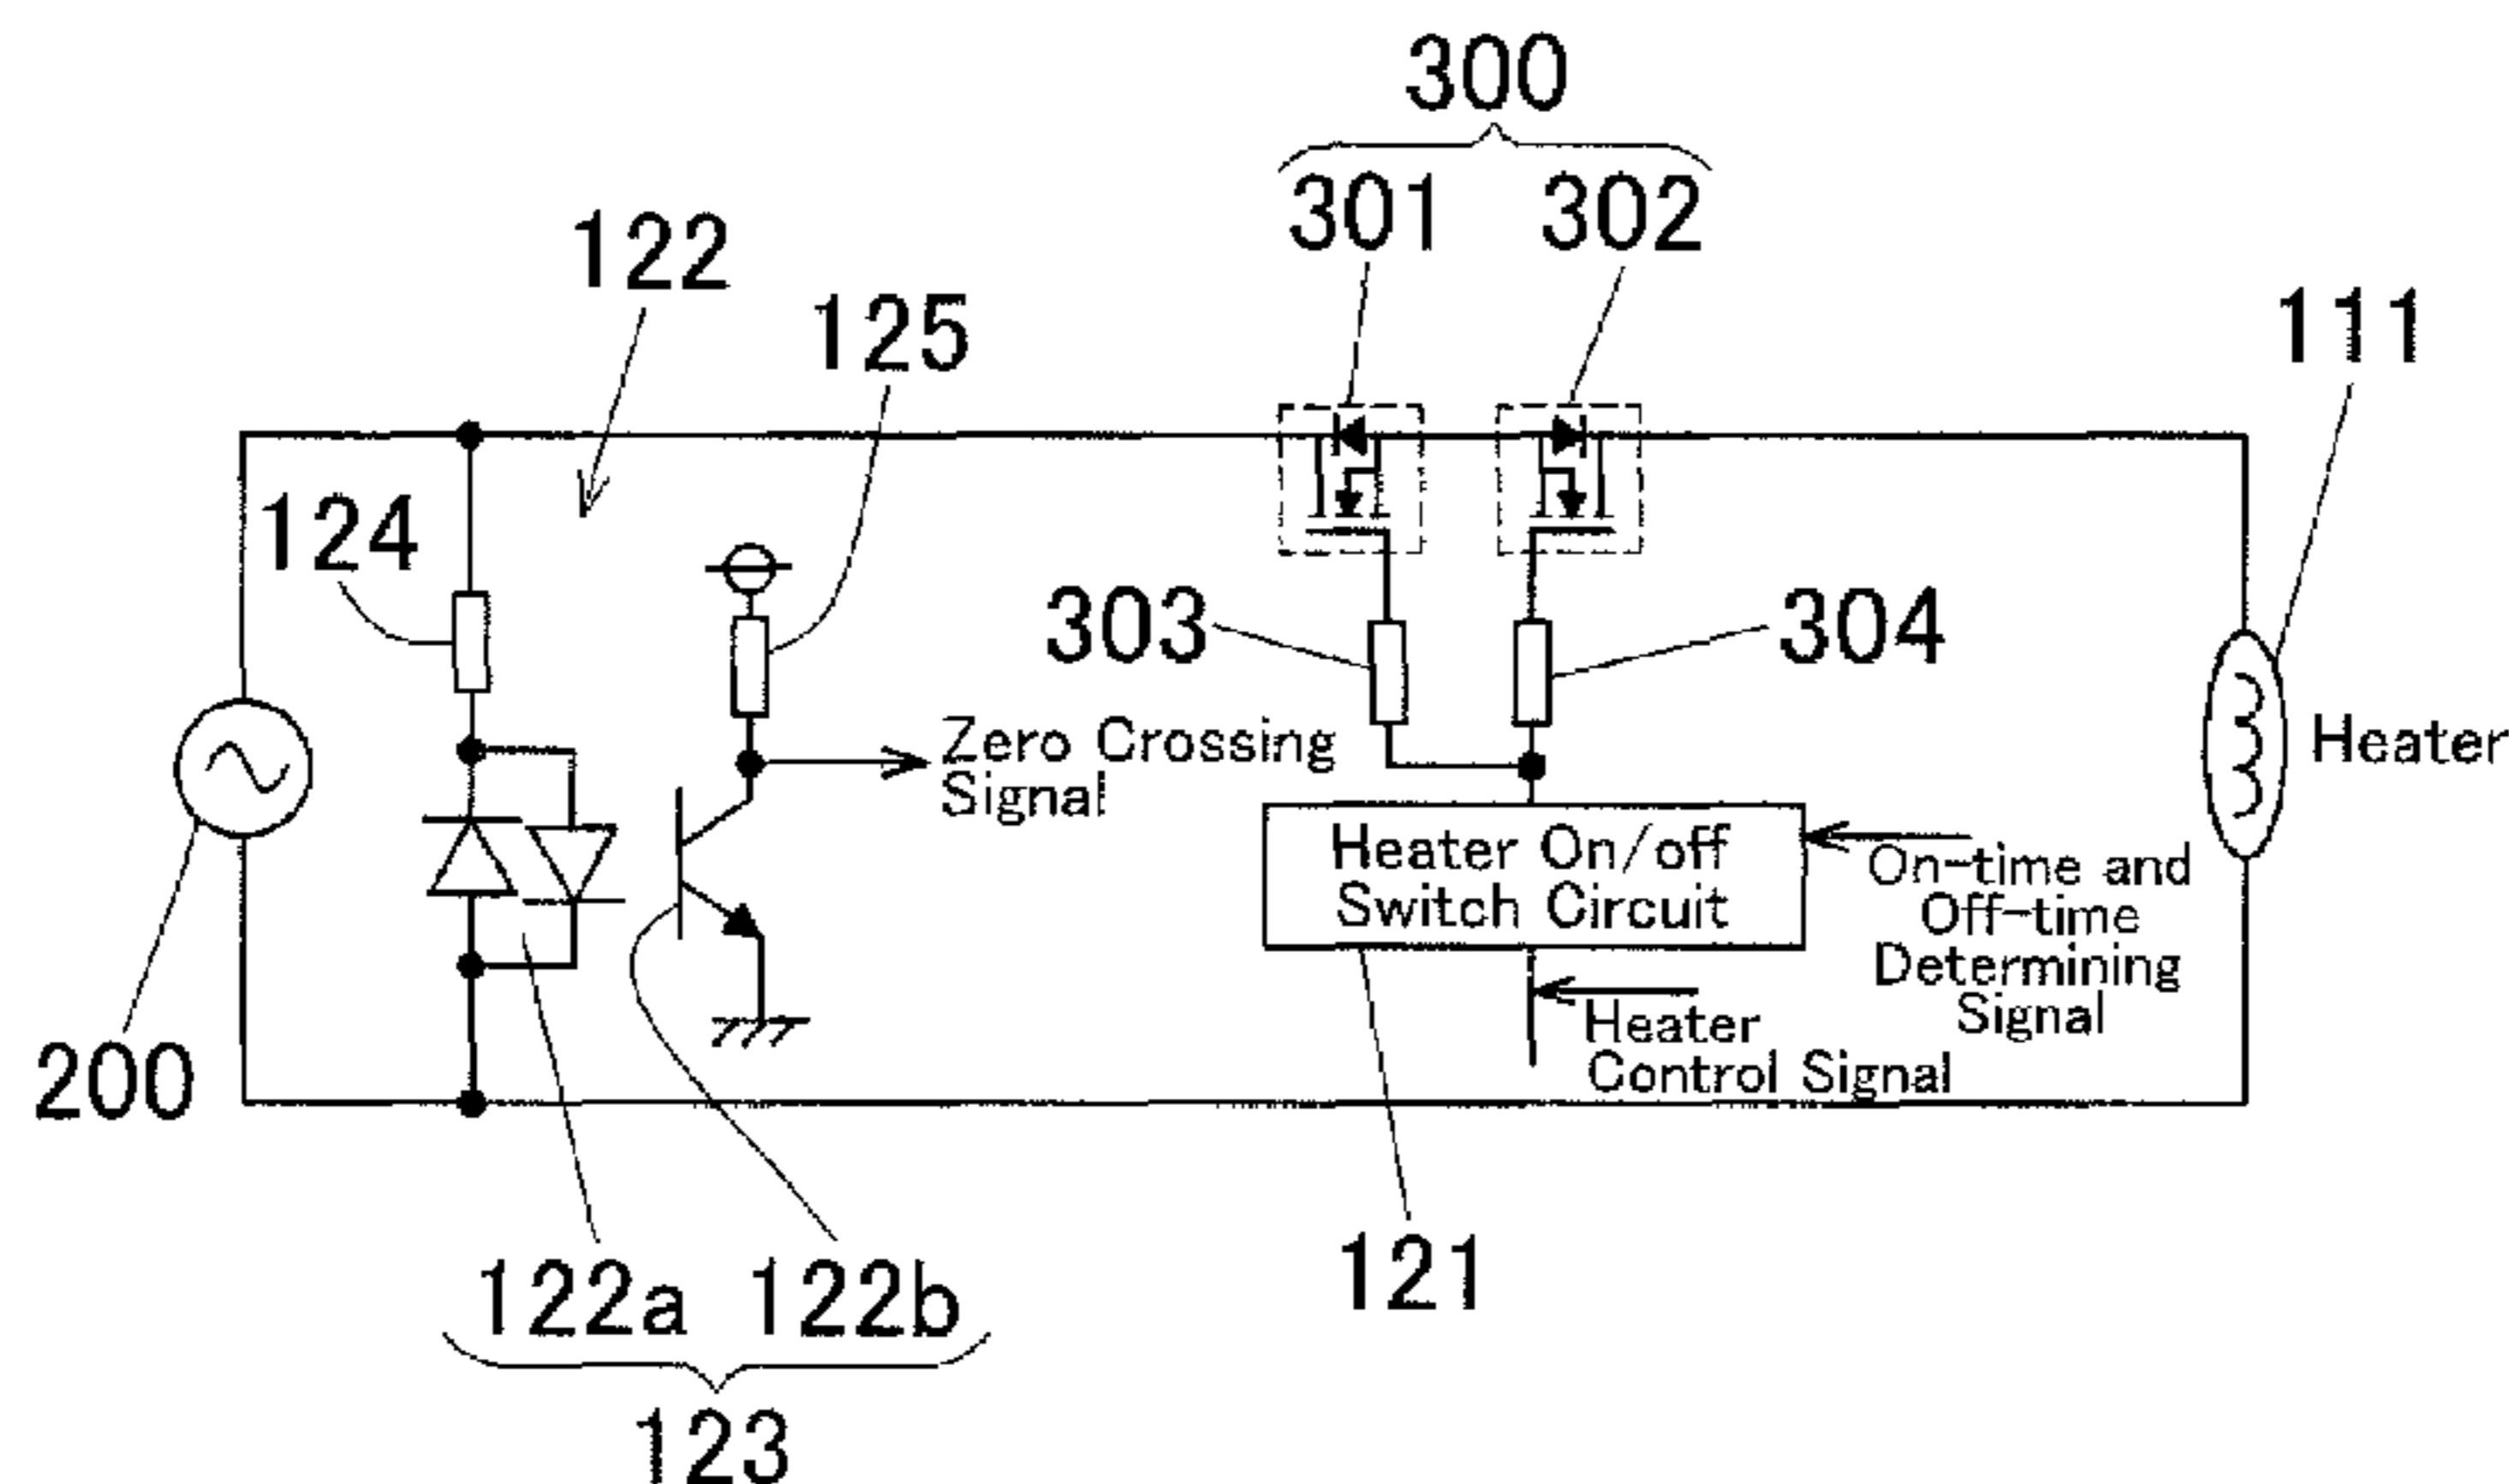 300
301 302
122
125
111
124
303
304
Zero Crossing
Signal
Heater
Heater On/off
Switch Circuit
On-time and
Off-time
Determining
Signal
Heater
Control Signal
200
121
122a 122b
123